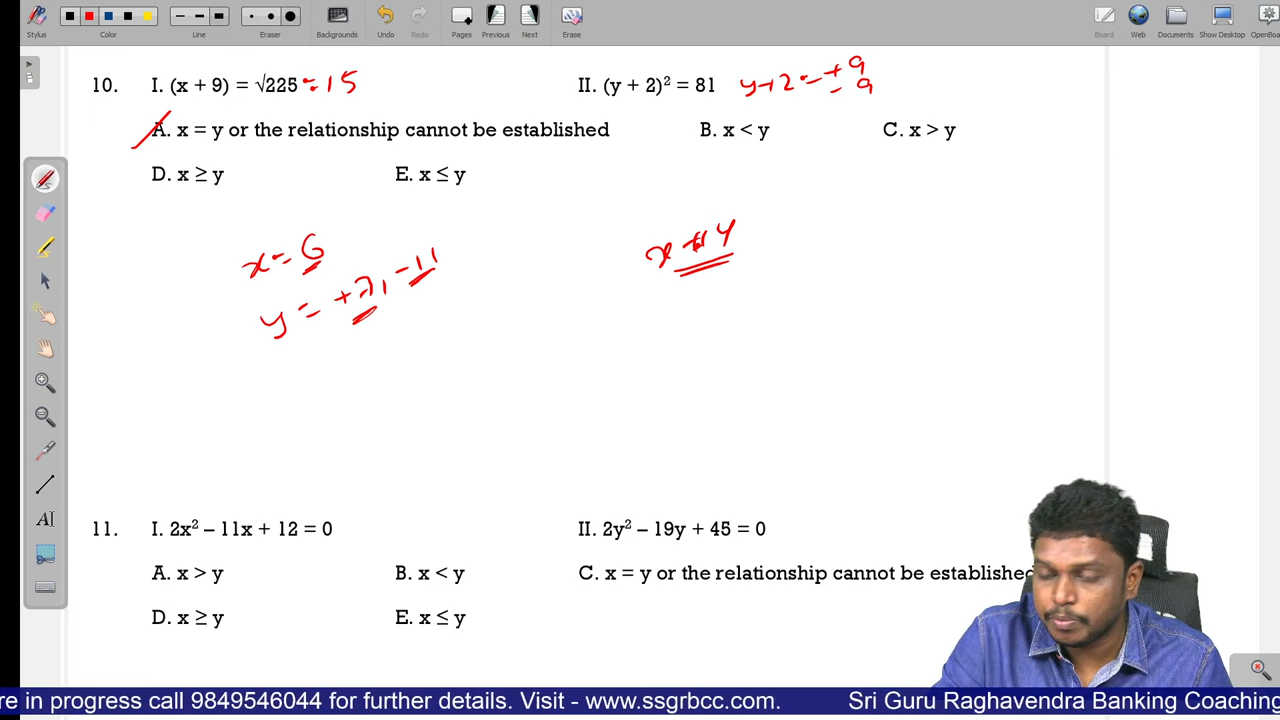 Stylus Color Line Eraser Backgrounds Undo Redo Pages Previous Next Erase Board Web Documents Show Desktop OpenBoa
10. I. (x + 9) = √225 = 15 II. (y + 2)² = 81 y+2 = +9
- 9
A. x = y or the relationship cannot be established B. x < y C. x > y
D. x ≥ y E. x ≤ y
x = 6
y = +7, -11
11. I. 2x² – 11x + 12 = 0 II. 2y² – 19y + 45 = 0
A. x > y B. x < y C. x = y or the relationship cannot be established
D. x ≥ y E. x ≤ y
re in progress call 9849546044 for further details. Visit - www.ssgrbcc.com. Sri Guru Raghavendra Banking Coaching